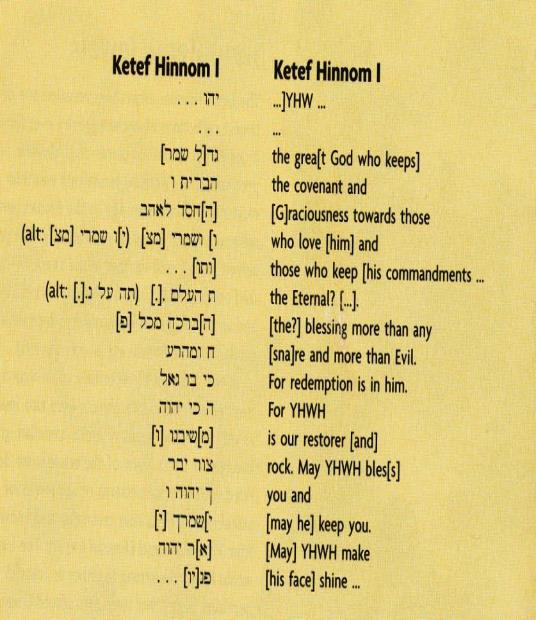 Ketef Hinnom I
יהו . . .
. . .
גד[ל שמר]
הברית ו
[ה]חסד לאהב
ו] ושמרי [מצ] (alt: [י)ו שמרי [מצ])
[ותו] . . .
ת העלם .[.] (alt: תה על נ.[.])
[ה]ברכה מכל [פ]
ח ומהרע
כי בו גאל
ה כי יהוה
[מ]שיבנו [ו]
צור יבר
ך יהוה ו
י]שמרך [י]
[א]ר יהוה
פנ[יו] . . .
Ketef Hinnom I
...]YHW ...
...
the grea[t God who keeps]
the covenant and
[G]raciousness towards those
who love [him] and
those who keep [his commandments ...
the Eternal? [...].
[the?] blessing more than any
[sna]re and more than Evil.
For redemption is in him.
For YHWH
is our restorer [and]
rock. May YHWH bles[s]
you and
[may he] keep you.
[May] YHWH make
[his face] shine ...